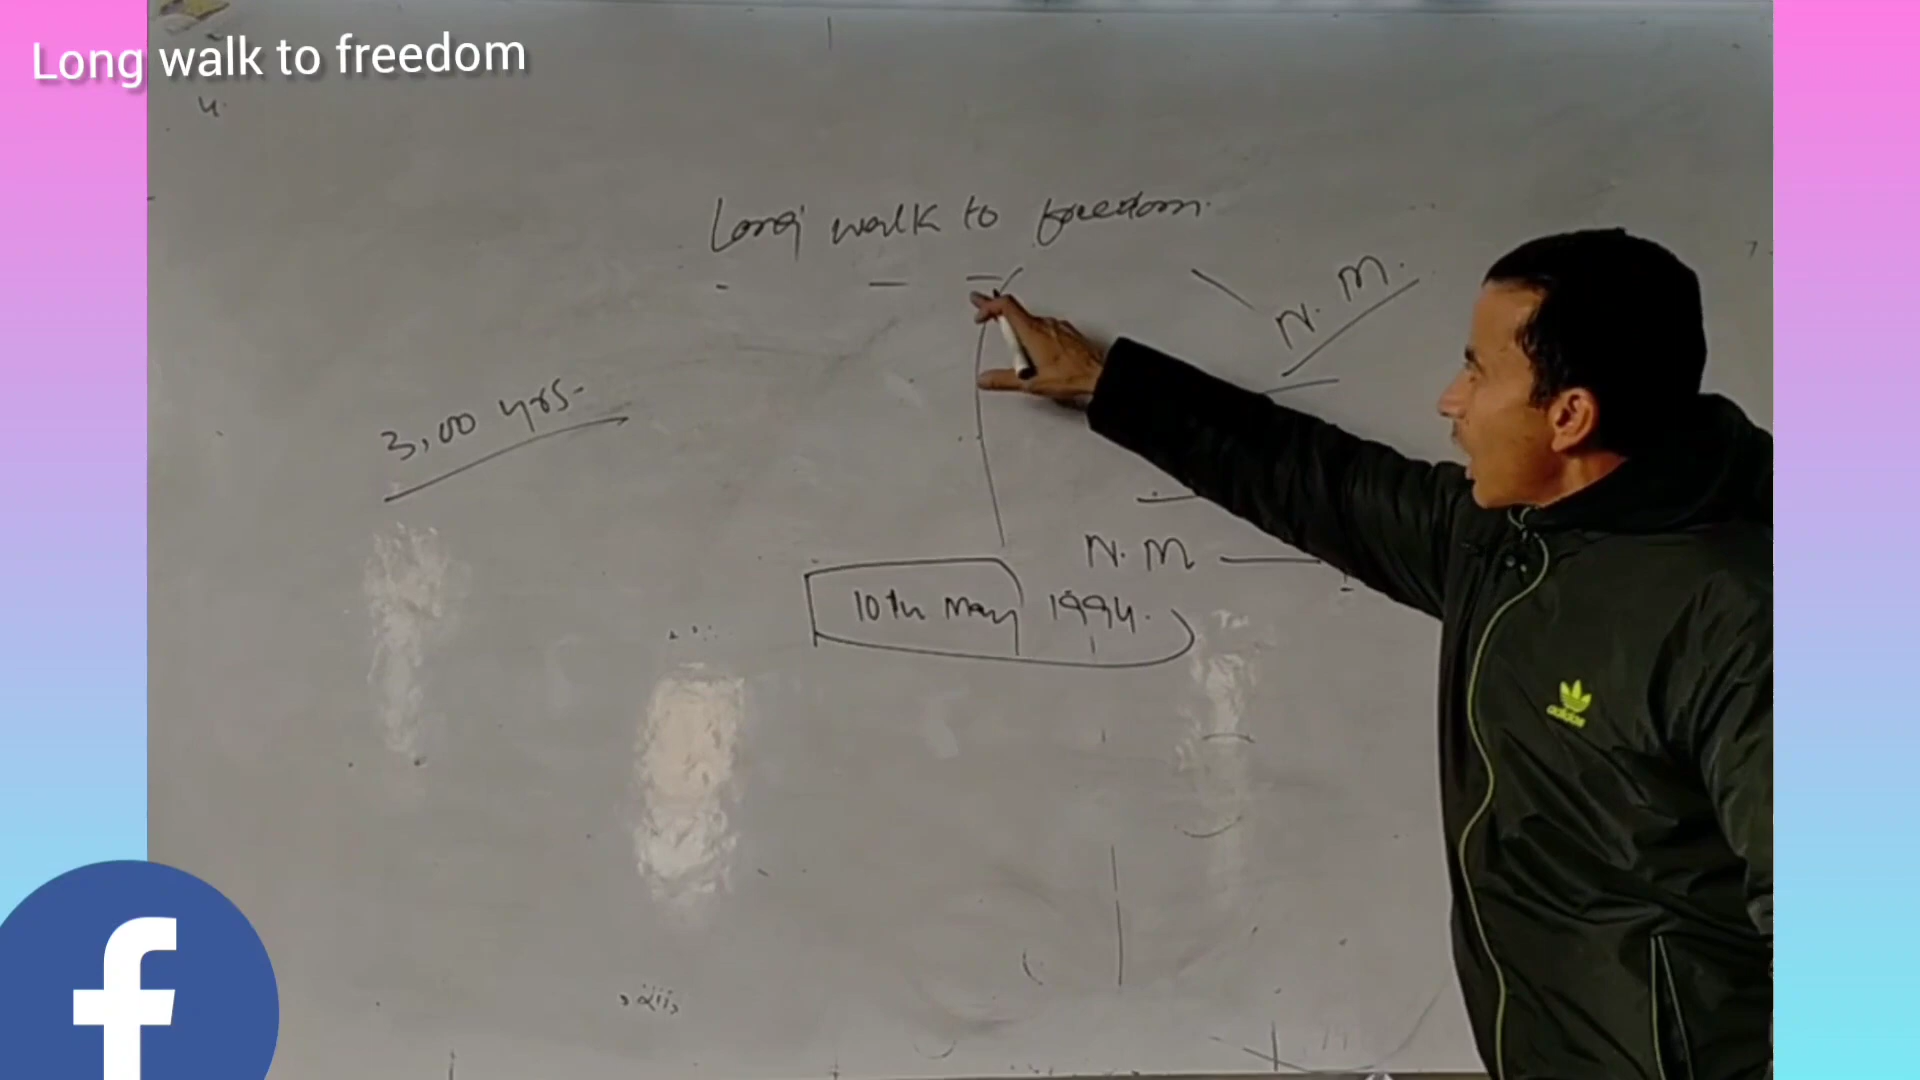 Long walk to freedom
Long walk to freedom.
N. M.
3,00 yrs.
N. M
10th May 1994.
adidas
f